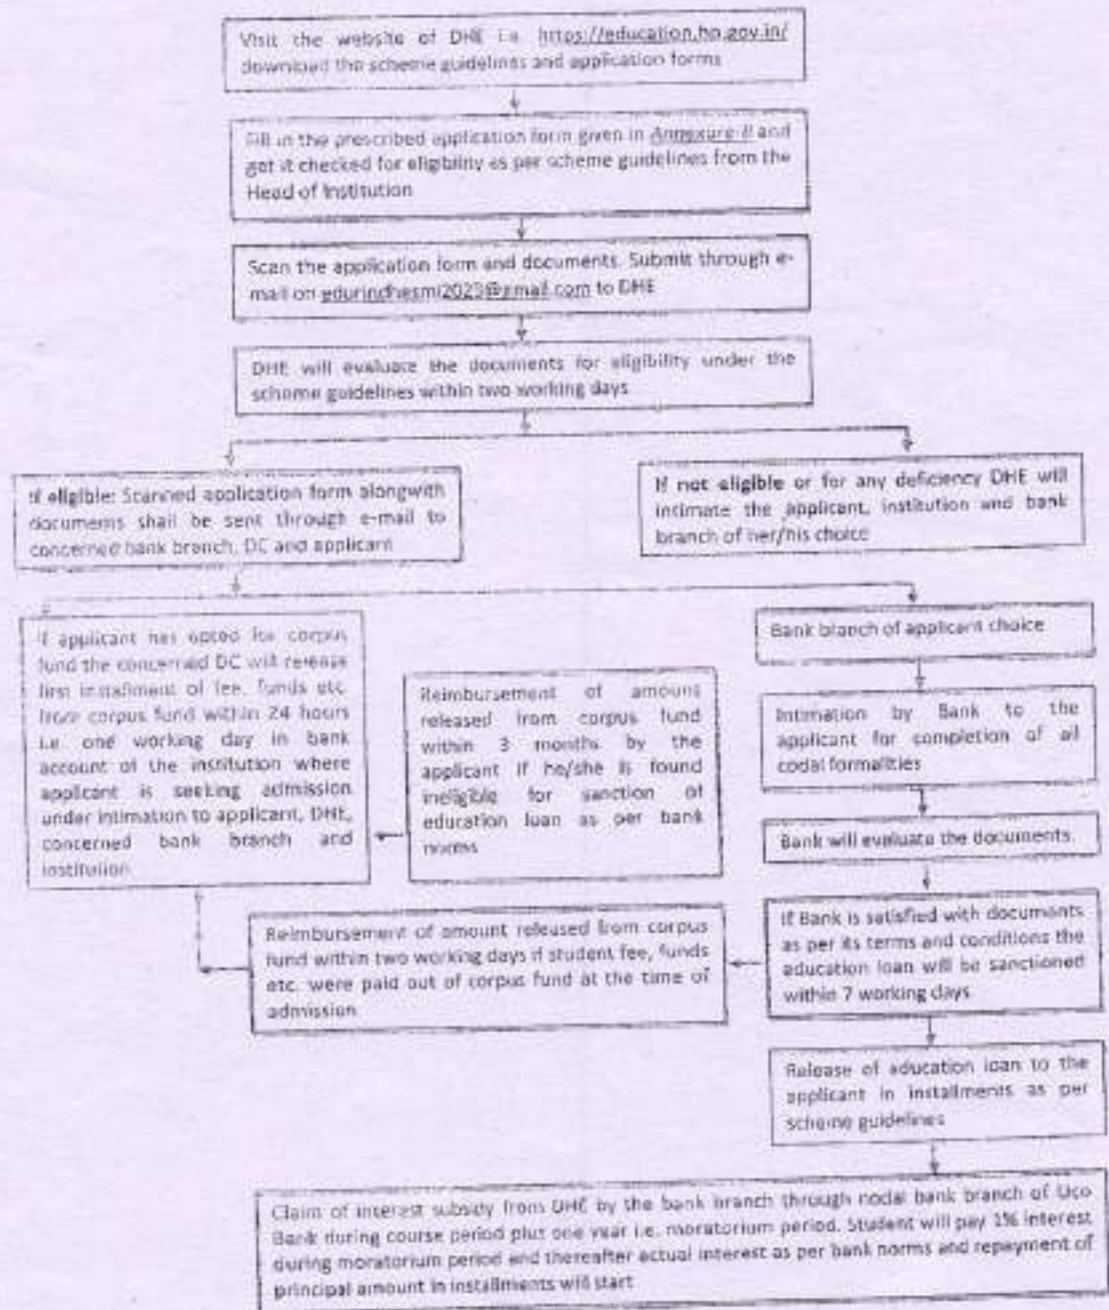 Visit the website of DHE i.e. https://education.hp.gov.in/
download the scheme guidelines and application forms
Fill in the prescribed application form given in Annexure-II and
get it checked for eligibility as per scheme guidelines from the
Head of Institution
Scan the application form and documents. Submit through e-
mail on to DHE
DHE will evaluate the documents for eligibility under the
scheme guidelines within two working days
If eligible: Scanned application form alongwith
documents shall be sent through e-mail to
concerned bank branch, DC and applicant
If not eligible or for any deficiency DHE will
intimate the applicant, institution and bank
branch of her/his choice
If applicant has opted for corpus
fund the concerned DC will release
first installment of fee, funds etc.
from corpus fund within 24 hours
i.e. one working day in bank
account of the institution where
applicant is seeking admission
under intimation to applicant, DHE,
concerned bank branch and
institution
Reimbursement of amount
released from corpus fund
within 3 months by the
applicant if he/she is found
ineligible for sanction of
education loan as per bank
norms
Bank branch of applicant choice
Intimation by Bank to the
applicant for completion of all
codal formalities
Bank will evaluate the documents.
If Bank is satisfied with documents
as per its terms and conditions the
education loan will be sanctioned
within 7 working days
Reimbursement of amount released from corpus
fund within two working days if student fee, funds
etc. were paid out of corpus fund at the time of
admission
Release of education loan to the
applicant in installments as per
scheme guidelines
Claim of interest subsidy from DHE by the bank branch through nodal bank branch of Uco
Bank during course period plus one year i.e. moratorium period. Student will pay 1% interest
during moratorium period and thereafter actual interest as per bank norms and repayment of
principal amount in installments will start